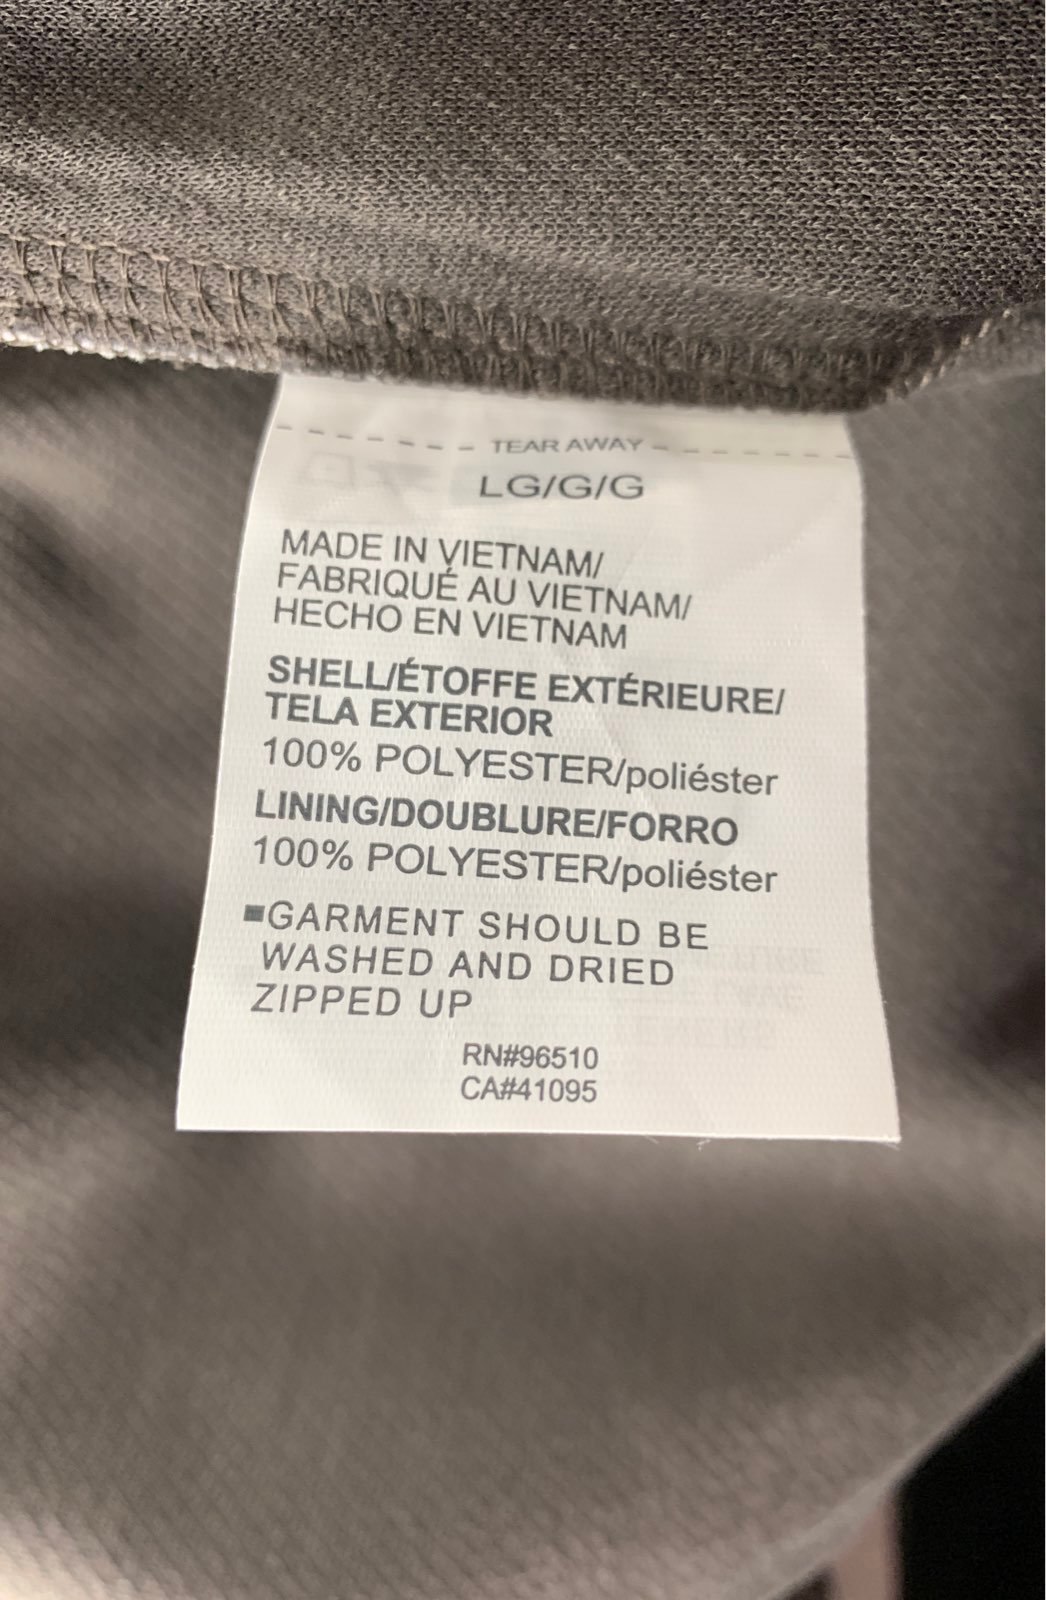 TEAR AWAY
LG/G/G
MADE IN VIETNAM/
FABRIQUÉ AU VIETNAM/
HECHO EN VIETNAM
SHELL/ÉTOFFE EXTÉRIEURE/
TELA EXTERIOR
100% POLYESTER/poliéster
LINING/DOUBLURE/FORRO
100% POLYESTER/poliéster
■GARMENT SHOULD BE
WASHED AND DRIED
ZIPPED UP
RN#96510
CA#41095